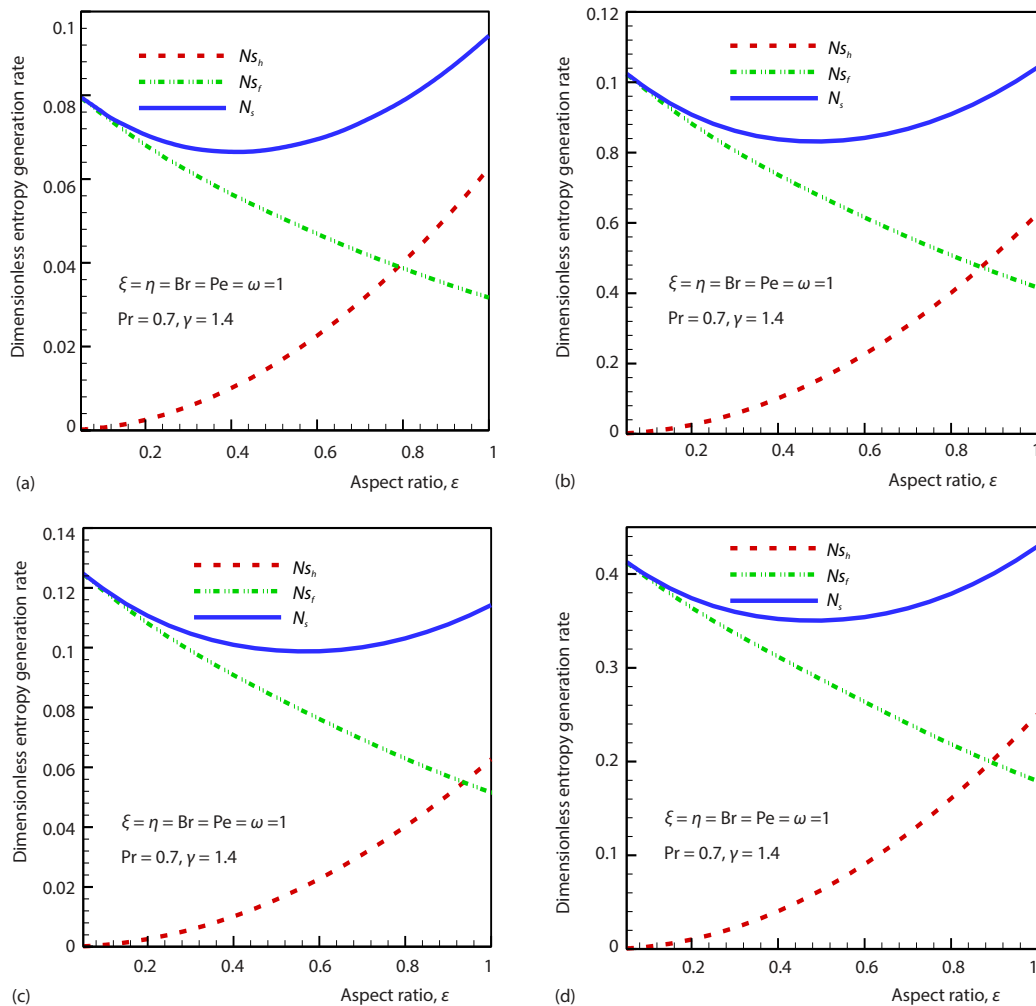 0.1
0.08
0.06
0.04
0.02
0
Dimensionless entropy generation rate
Ns_h
Ns_f
N_s
ξ = η = Br = Pe = ω =1
Pr = 0.7, γ = 1.4
0.2 0.4 0.6 0.8 1
Aspect ratio, ε
(a)
0.12
0.1
0.8
0.6
0.4
0.2
0
Dimensionless entropy generation rate
Ns_h
Ns_f
N_s
ξ = η = Br = Pe = ω =1
Pr = 0.7, γ = 1.4
0.2 0.4 0.6 0.8 1
Aspect ratio, ε
(b)
0.14
0.12
0.1
0.08
0.06
0.04
0.02
0
Dimensionless entropy generation rate
Ns_h
Ns_f
N_s
ξ = η = Br = Pe = ω =1
Pr = 0.7, γ = 1.4
0.2 0.4 0.6 0.8 1
Aspect ratio, ε
(c)
0.4
0.3
0.2
0.1
0
Dimensionless entropy generation rate
Ns_h
Ns_f
N_s
ξ = η = Br = Pe = ω =1
Pr = 0.7, γ = 1.4
0.2 0.4 0.6 0.8 1
Aspect ratio, ε
(d)